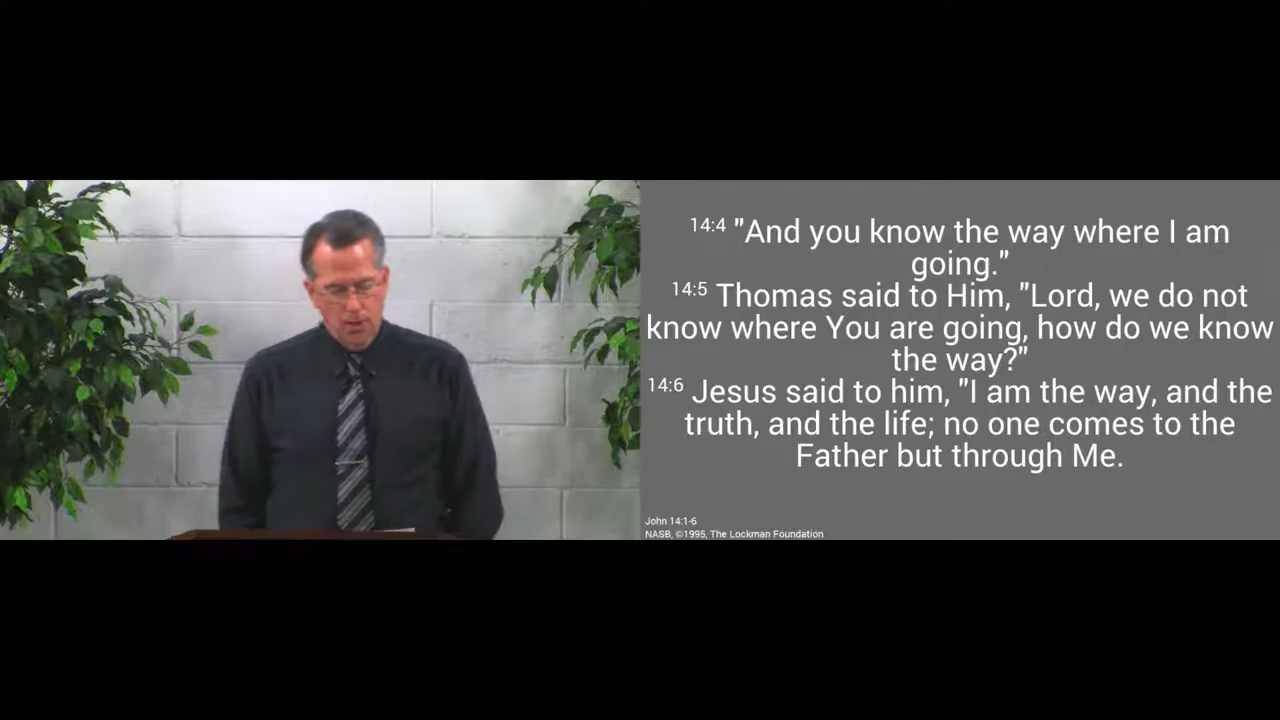 14:4 "And you know the way where I am
going."
14:5 Thomas said to Him, "Lord, we do not
know where You are going, how do we know
the way?"
14:6 Jesus said to him, "I am the way, and the
truth, and the life; no one comes to the
Father but through Me.
John 14:1-6
NASB, ©1995, The Lockman Foundation